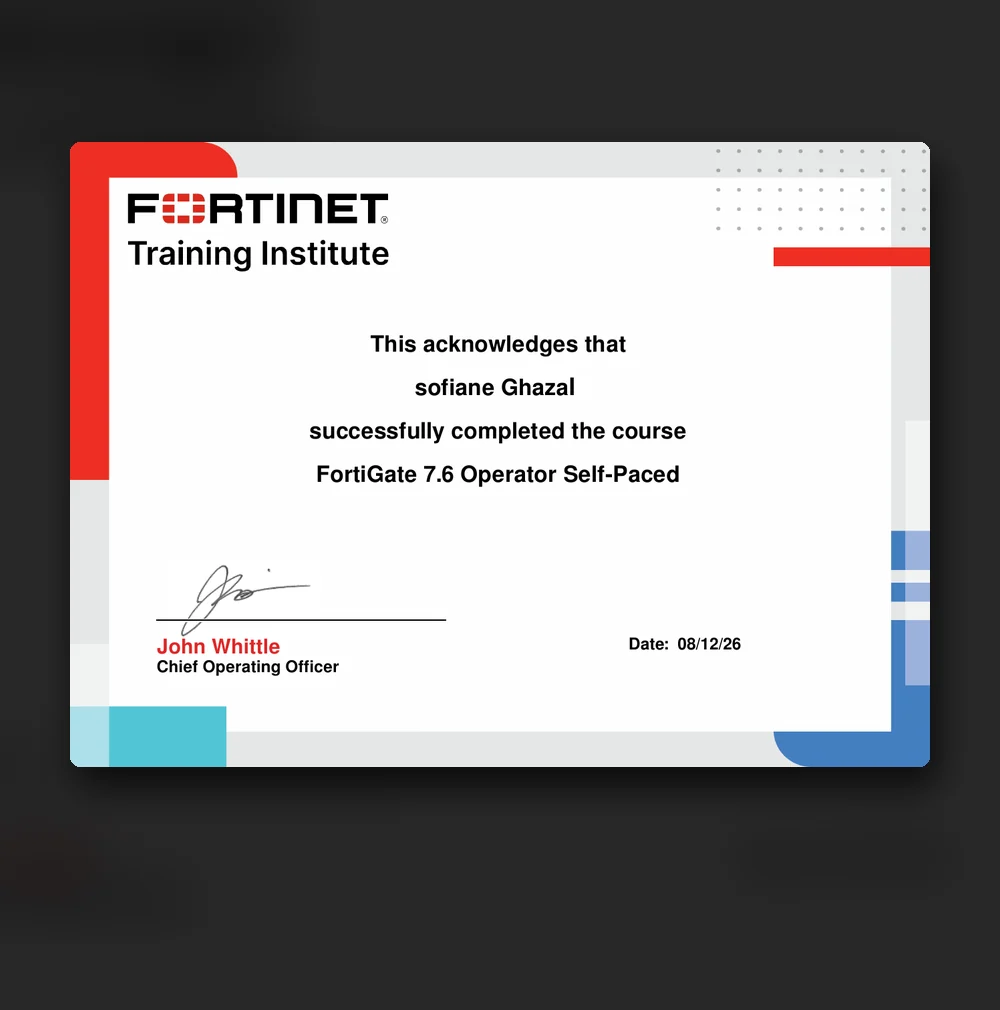 FORTINET®
Training Institute
This acknowledges that
sofiane Ghazal
successfully completed the course
FortiGate 7.6 Operator Self-Paced
John Whittle
Chief Operating Officer
Date: 08/12/26